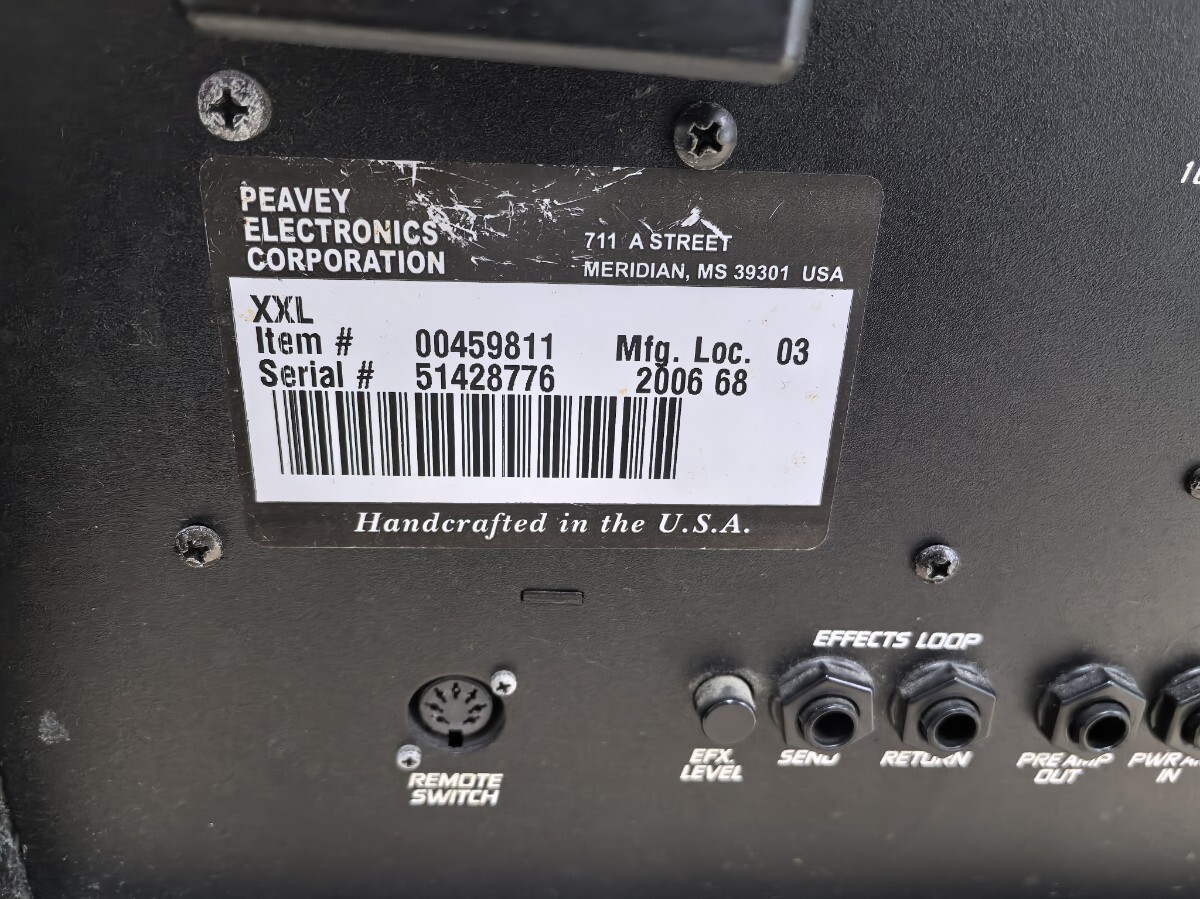 PEAVEY
ELECTRONICS
CORPORATION
711 A STREET
MERIDIAN, MS 39301 USA
XXL
Item # 00459811 Mfg. Loc. 03
Serial # 51428776 2006 68
Handcrafted in the U.S.A.
EFFECTS LOOP
REMOTE
SWITCH
EFX.
LEVEL
SEND
RETURN
PRE AMP
OUT
PWR
IN